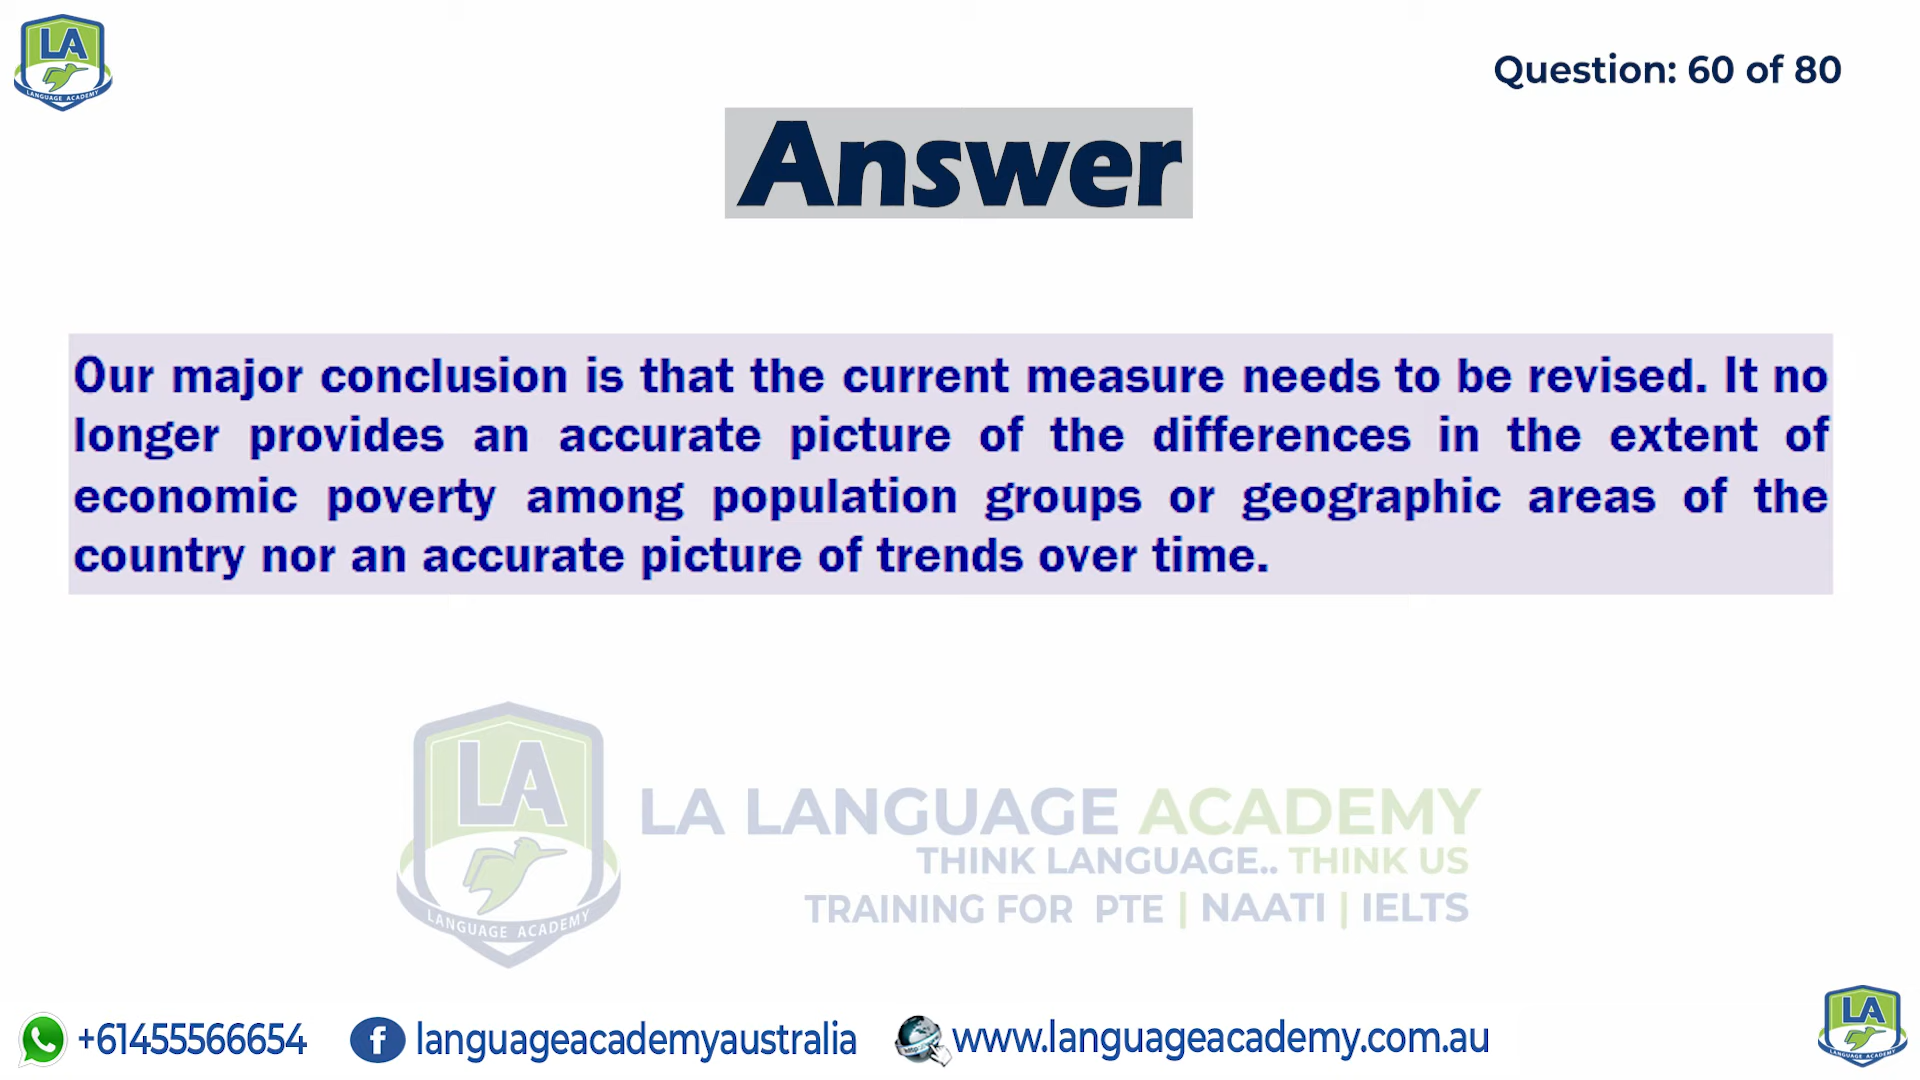 LA
LANGUAGE ACADEMY
Question: 60 of 80
Answer
Our major conclusion is that the current measure needs to be revised. It no
longer provides an accurate picture of the differences in the extent of
economic poverty among population groups or geographic areas of the
country nor an accurate picture of trends over time.
LA
LANGUAGE ACADEMY
LA LANGUAGE ACADEMY
THINK LANGUAGE.. THINK US
TRAINING FOR PTE | NAATI | IELTS
+61455566654
f languageacademyaustralia
http:
www.languageacademy.com.au
LA
LANGUAGE ACADEMY